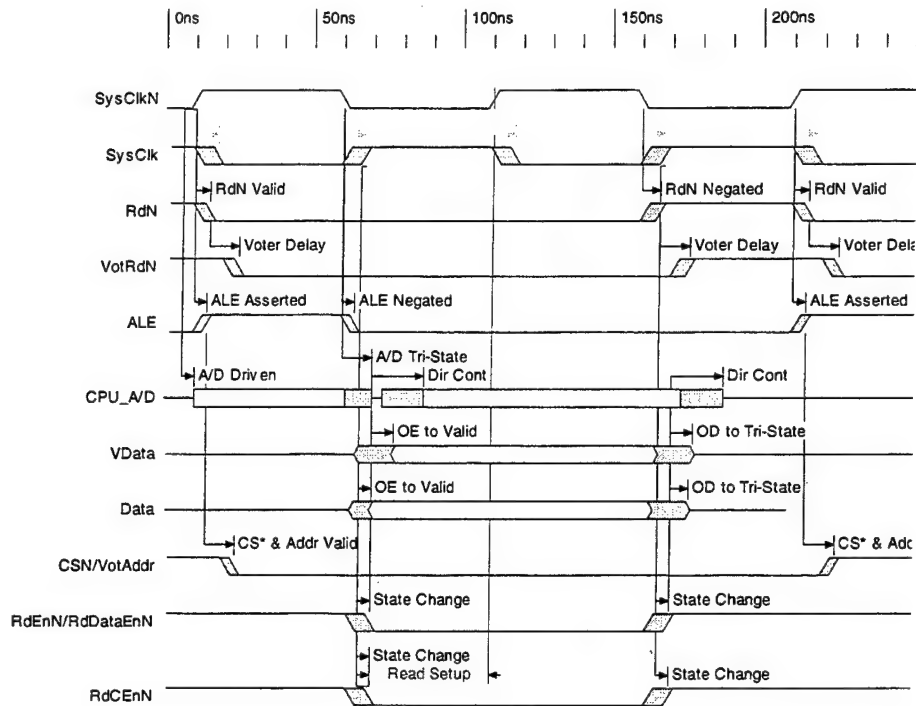 0ns 50ns 100ns 150ns 200ns
SysClkN
SysClk
RdN Valid RdN Negated RdN Valid
RdN
Voter Delay Voter Delay Voter Dela
VotRdN
ALE Asserted ALE Negated ALE Asserted
ALE
A/D Tri-State
A/D Driven Dir Cont Dir Cont
CPU_A/D
OE to Valid OD to Tri-State
VData
OE to Valid OD to Tri-State
Data
CS* & Addr Valid CS* & Add
CSN/VotAddr
State Change State Change
RdEnN/RdDataEnN
State Change
Read Setup State Change
RdCEnN